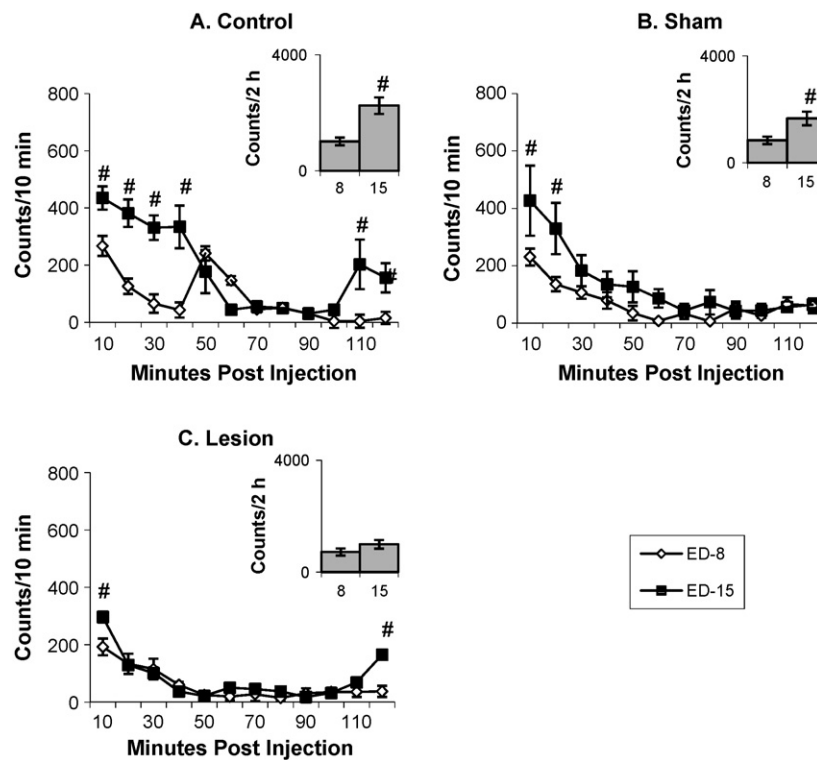 A. Control
4000
Counts/2 h
0
#
8 15
800
600
400
200
0
Counts/10 min
# # # # # #
10 30 50 70 90 110
Minutes Post Injection
B. Sham
4000
Counts/2 h
0
#
8 15
800
600
400
200
0
Counts/10 min
# #
10 30 50 70 90 110
Minutes Post Injection
C. Lesion
4000
Counts/2 h
0
8 15
800
600
400
200
0
Counts/10 min
# #
10 30 50 70 90 110
Minutes Post Injection
ED-8
ED-15